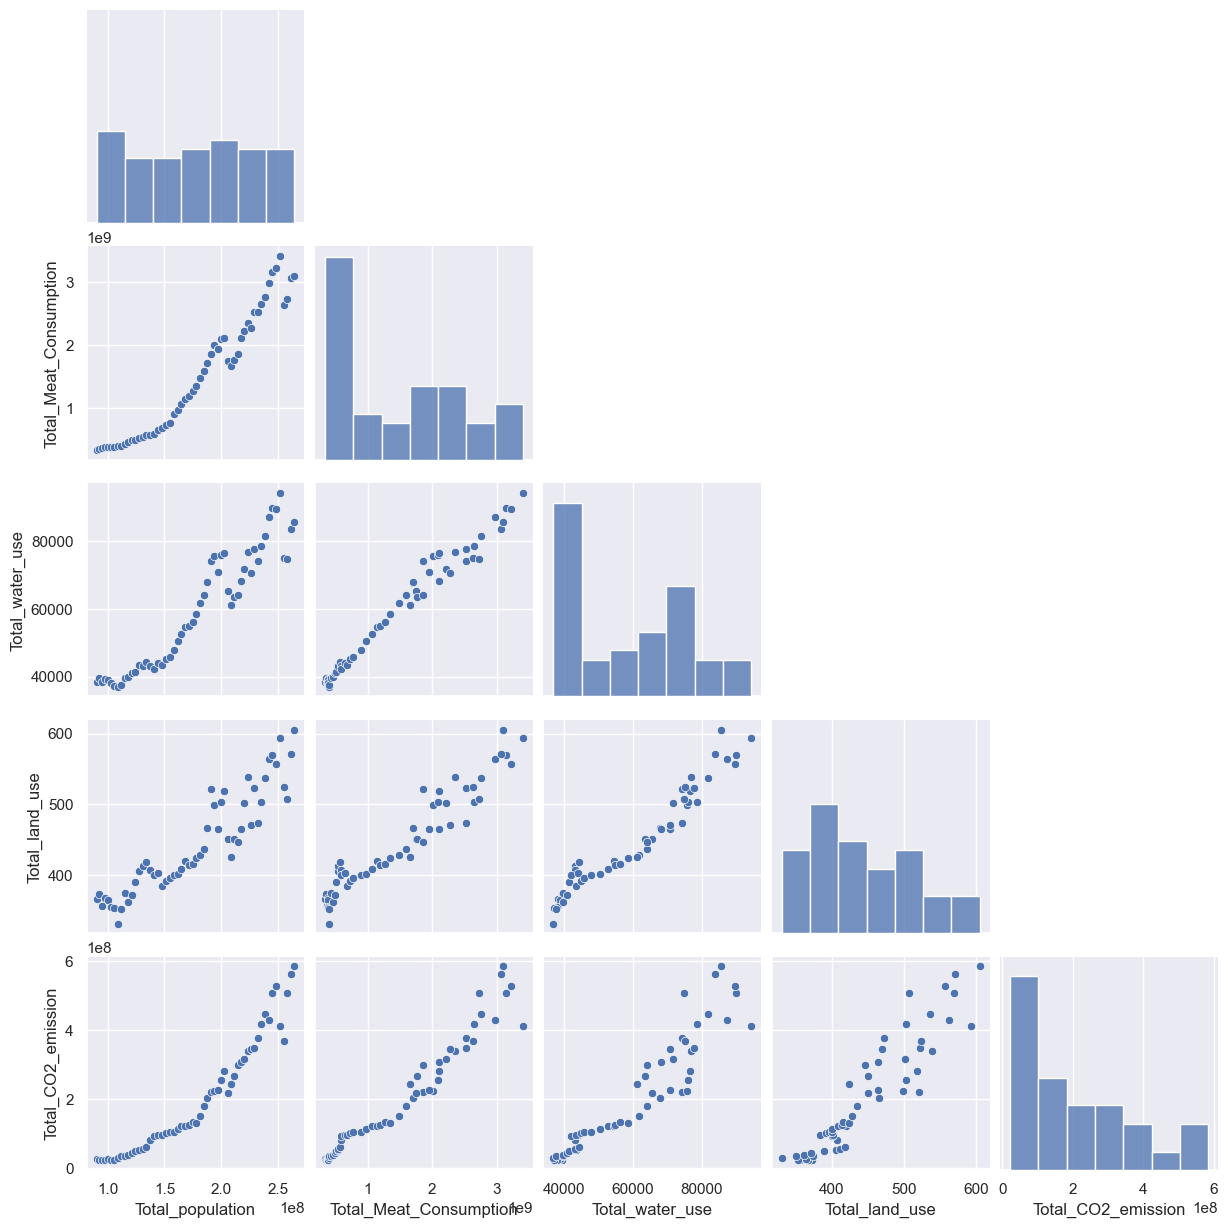 1e9
Total_Meat_Consumption
3
2
1
Total_water_use
80000
60000
40000
Total_land_use
600
500
400
1e8
Total_CO2_emission
6
4
2
0
1.0 1.5 2.0 2.5
1 2 3
40000 60000 80000
400 500 600
0 2 4 6
Total_population 1e8
Total_Meat_Consumption 1e9
Total_water_use
Total_land_use
Total_CO2_emission 1e8